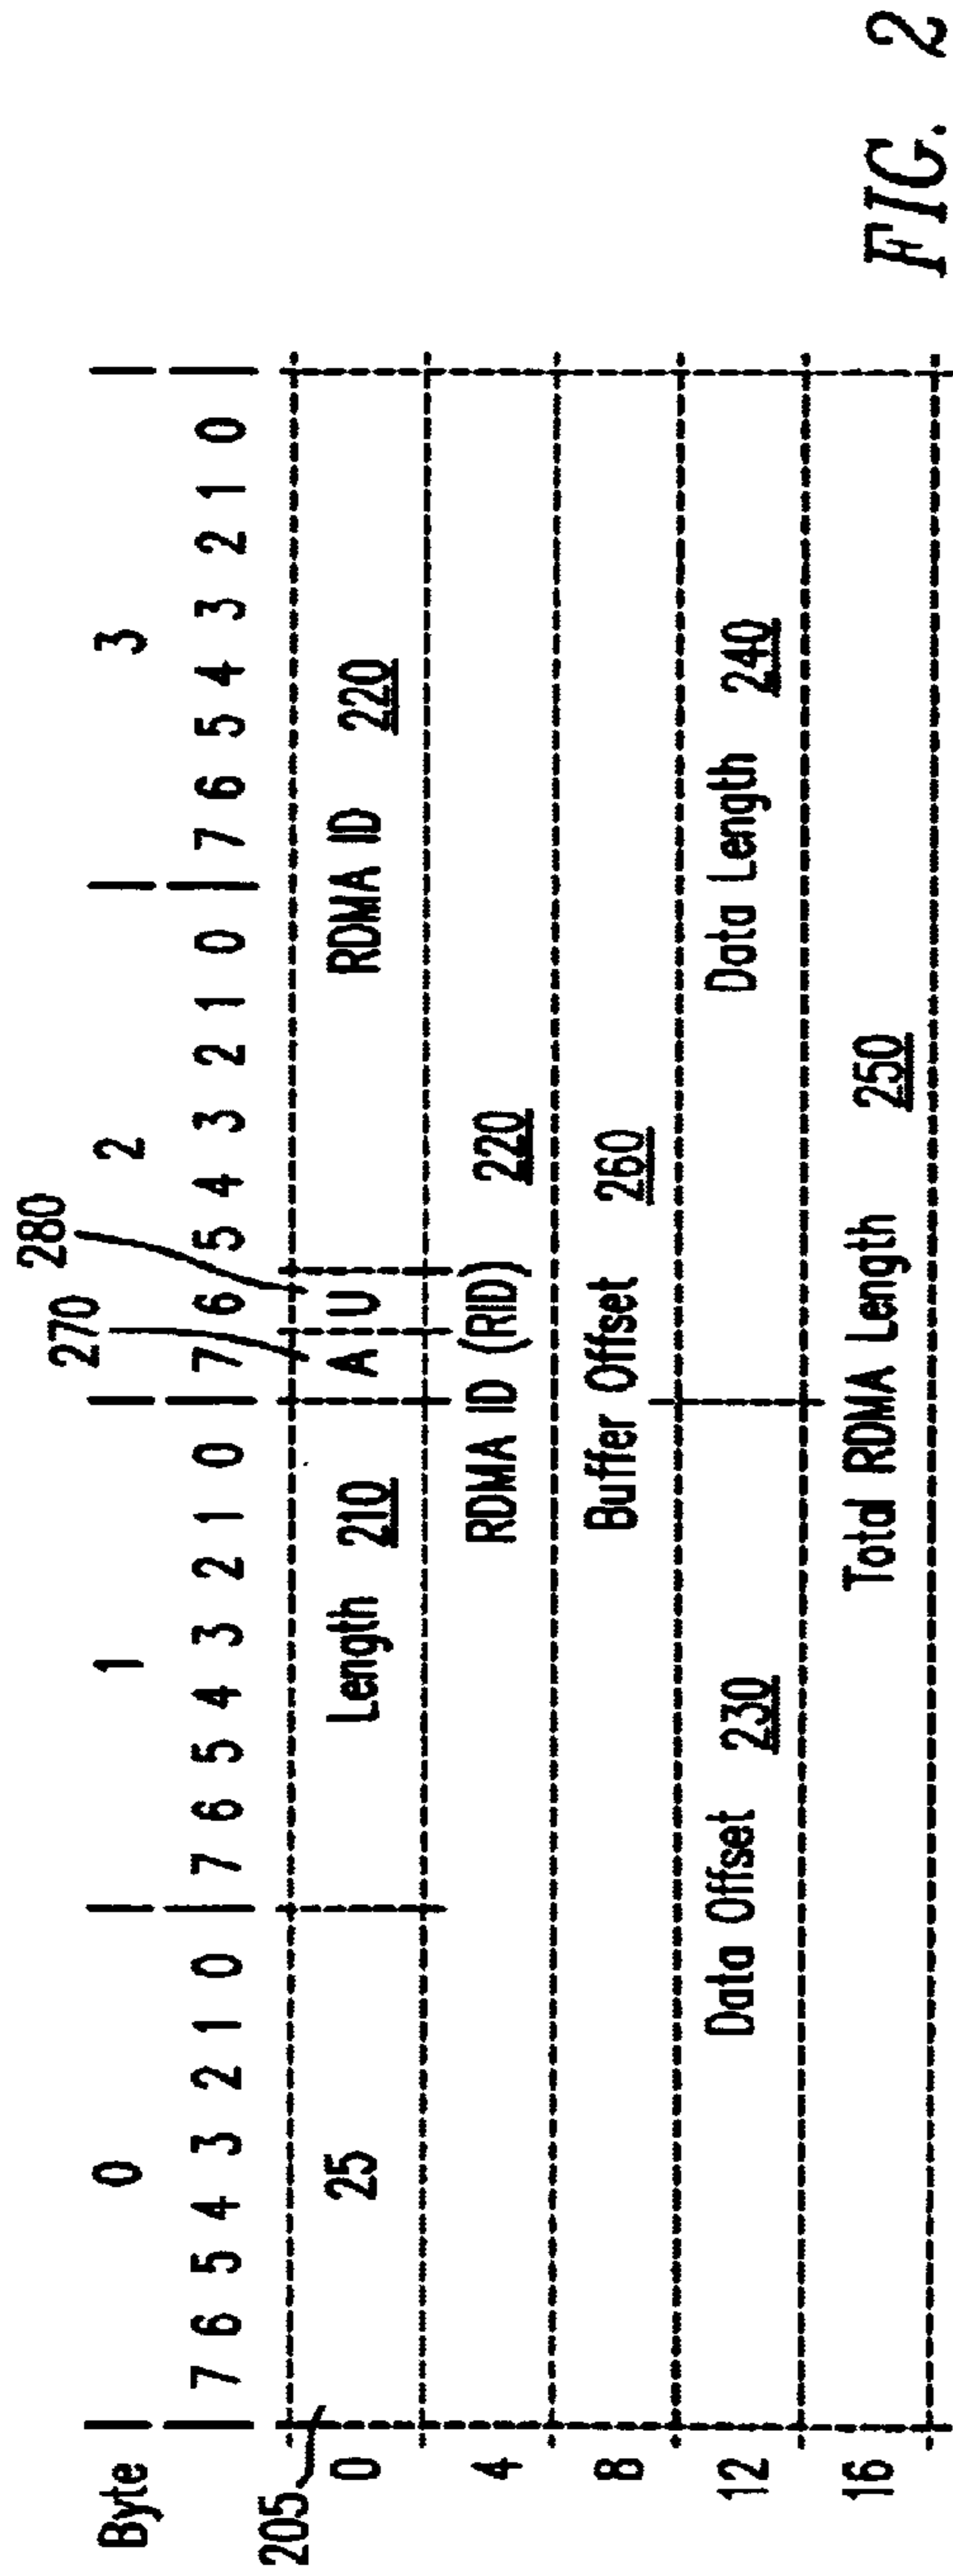 280
270
Byte 0 1 2 3
7 6 5 4 3 2 1 0 7 6 5 4 3 2 1 0 7 6 5 4 3 2 1 0 7 6 5 4 3 2 1 0
205
0 25 Length 210 A U RDMA ID 220
4 RDMA ID (RID) 220
8 Buffer Offset 260
12 Data Offset 230 Data Length 240
16 Total RDMA Length 250
FIG. 2